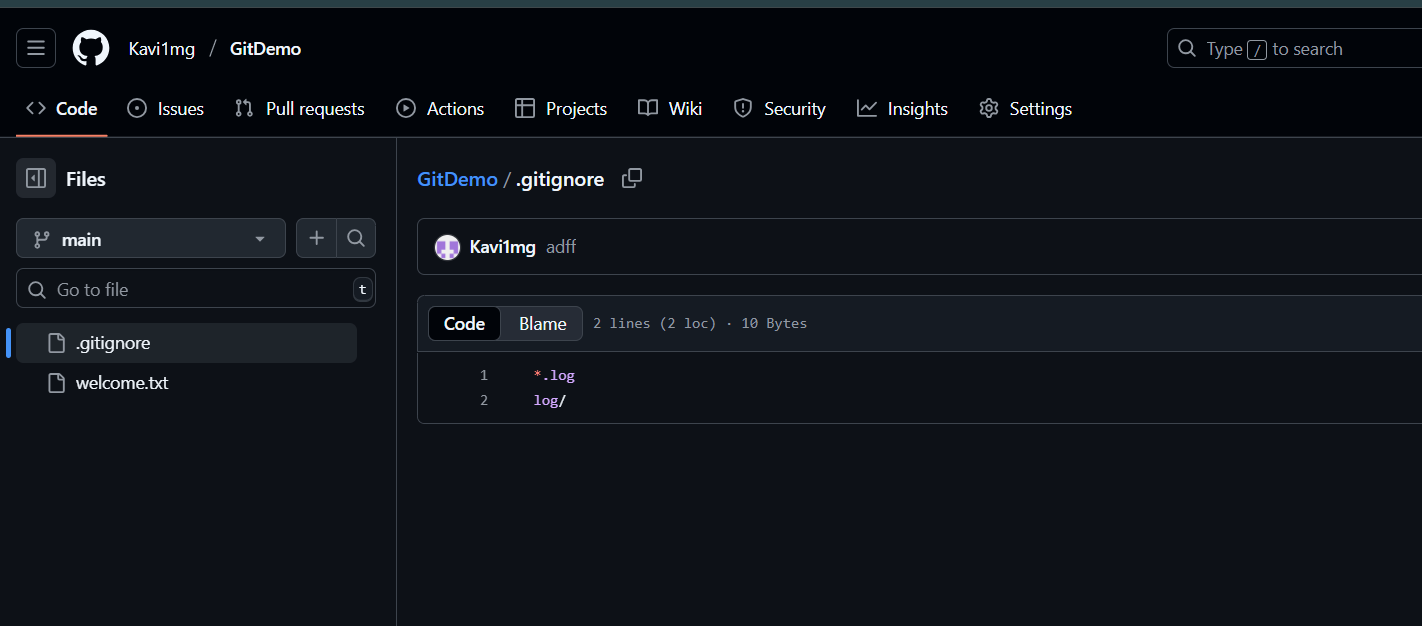 Kavi1mg / GitDemo
Type / to search
Code Issues Pull requests Actions Projects Wiki Security Insights Settings
Files
main
Go to file t
.gitignore
welcome.txt
GitDemo / .gitignore
Kavi1mg adff
Code Blame 2 lines (2 loc) · 10 Bytes
1 *.log
2 log/